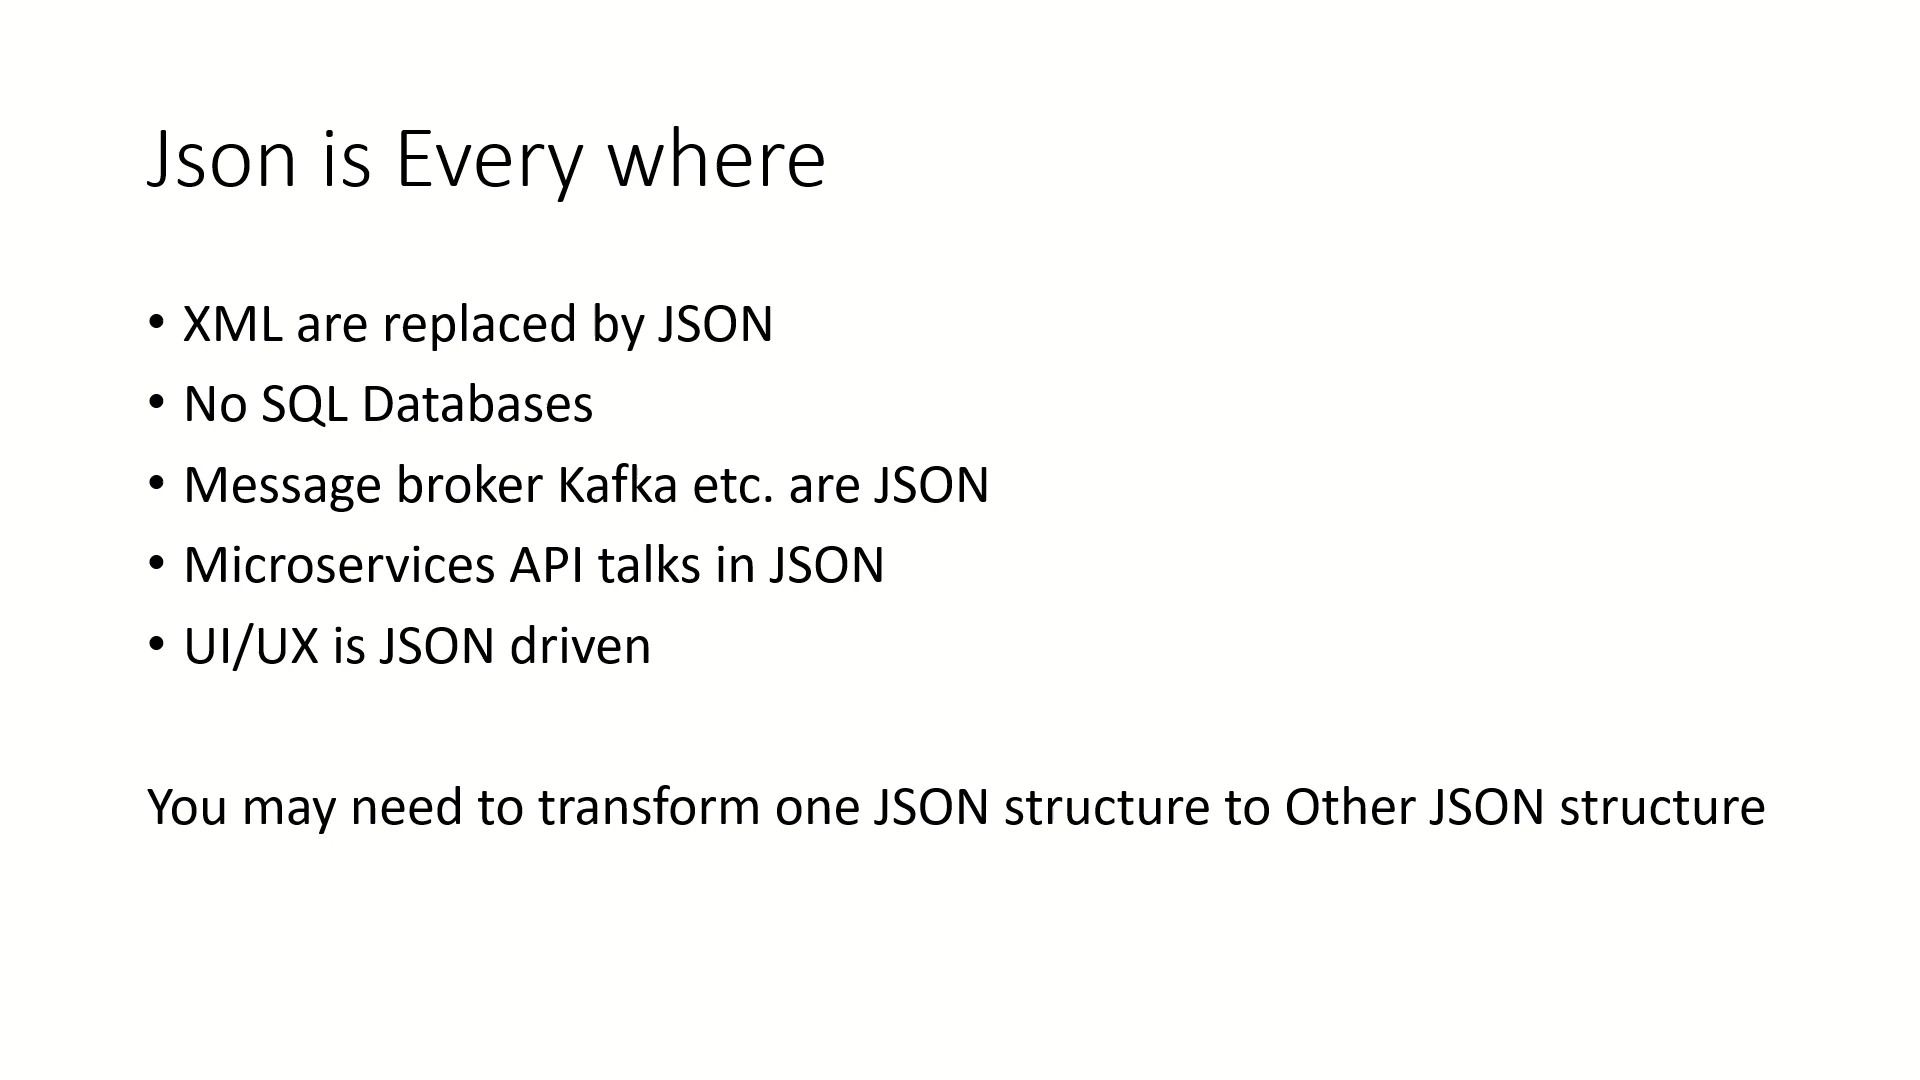 Json is Every where
• XML are replaced by JSON
• No SQL Databases
• Message broker Kafka etc. are JSON
• Microservices API talks in JSON
• UI/UX is JSON driven
You may need to transform one JSON structure to Other JSON structure